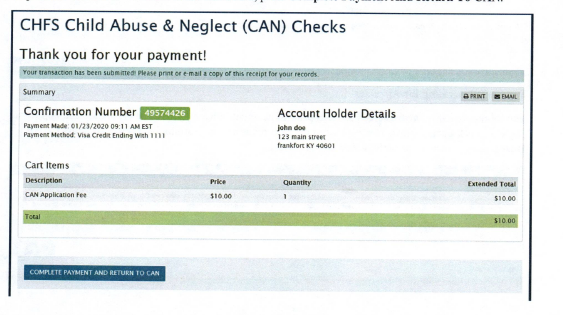 CHFS Child Abuse & Neglect (CAN) Checks
Thank you for your payment!
Your transaction has been submitted! Please print or e-mail a copy of this receipt for your records.
Summary
PRINT EMAIL
Confirmation Number 49574426
Payment Made: 01/23/2020 09:11 AM EST
Payment Method: Visa Credit Ending With 1111
Account Holder Details
john doe
123 main street
frankfort KY 40601
Cart Items
Description Price Quantity Extended Total
CAN Application Fee $10.00 1 $10.00
Total $10.00
COMPLETE PAYMENT AND RETURN TO CAN